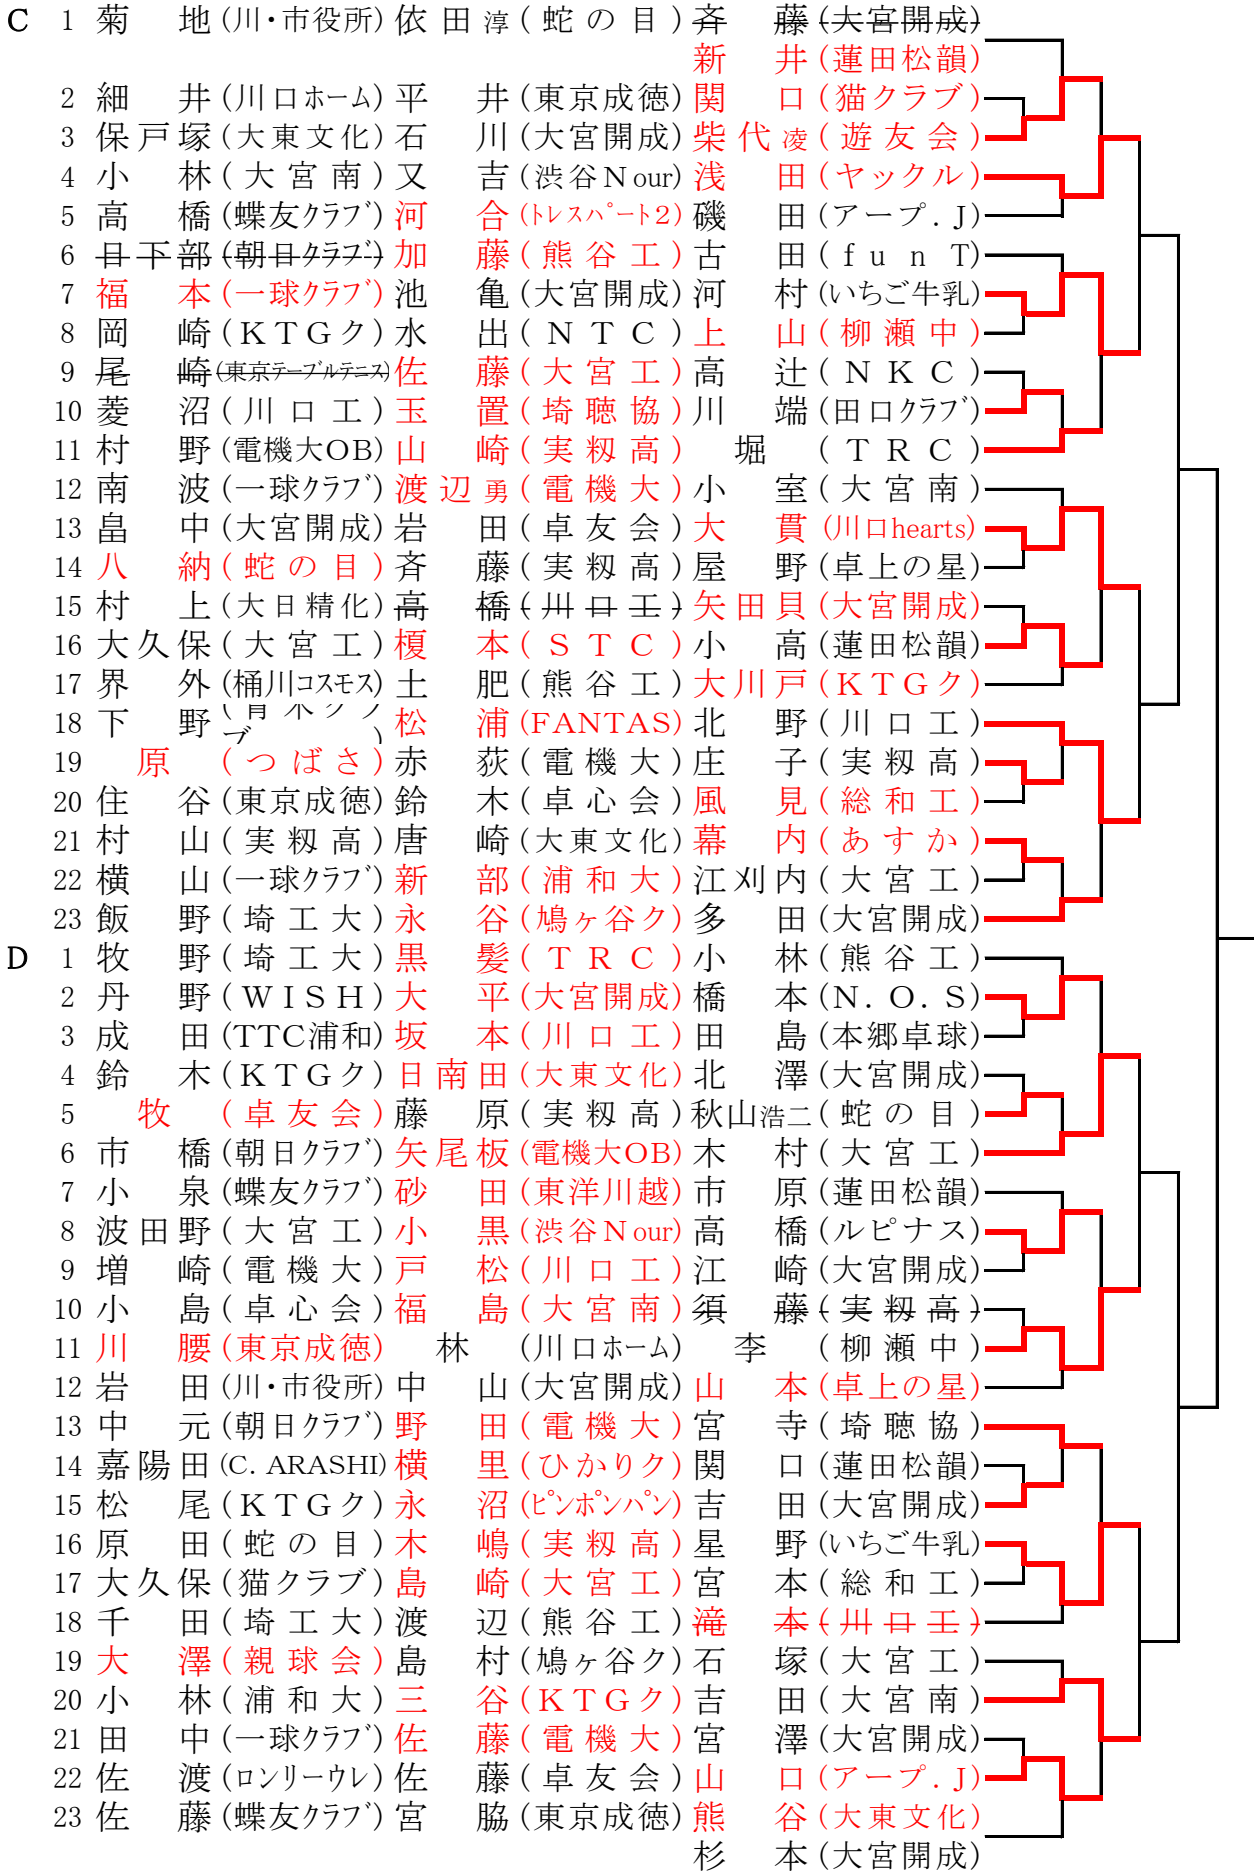 C 1 菊 地 (川・市役所) 依 田 淳 (蛇 の 目) 斉 藤 (大宮開成)
新 井 (蓮田松韻)
2 細 井 (川口ホーム) 平 井 (東京成徳) 関 口 (猫クラブ)
3 保戸塚 (大東文化) 石 川 (大宮開成) 柴 代 凌 (遊 友 会)
4 小 林 (大 宮 南) 又 吉 (渋谷Nour) 浅 田 (ヤックル)
5 高 橋 (蝶友クラブ) 河 合 (トレスパート2) 磯 田 (アープ.J)
6 日下部 (朝日クラブ) 加 藤 (熊 谷 工) 古 田 (fun T)
7 福 本 (一球クラブ) 池 亀 (大宮開成) 河 村 (いちご牛乳)
8 岡 崎 (KTGク) 水 出 (NTC) 上 山 (柳 瀬 中)
9 尾 崎 (東京テーブルテニス) 佐 藤 (大 宮 工) 高 辻 (NKC)
10 菱 沼 (川 口 工) 玉 置 (埼 聴 協) 川 端 (田口クラブ)
11 村 野 (電機大OB) 山 崎 (実 籾 高) 堀 (TRC)
12 南 波 (一球クラブ) 渡 辺 勇 (電 機 大) 小 室 (大 宮 南)
13 畠 中 (大宮開成) 岩 田 (卓 友 会) 大 貫 (川口hearts)
14 八 納 (蛇 の 目) 斉 藤 (実 籾 高) 屋 野 (卓上の星)
15 村 上 (大日精化) 高 橋 (川 口 工) 矢田貝 (大宮開成)
16 大久保 (大 宮 工) 榎 本 (STC) 小 高 (蓮田松韻)
17 界 外 (桶川コスモス) 土 肥 (熊 谷 工) 大川戸 (KTGク)
18 下 野 松 浦 (FANTAS) 北 野 (川 口 工)
19 原 (つばさ) 赤 荻 (電 機 大) 庄 子 (実 籾 高)
20 住 谷 (東京成徳) 鈴 木 (卓 心 会) 風 見 (総 和 工)
21 村 山 (実 籾 高) 唐 崎 (大東文化) 幕 内 (あすか)
22 横 山 (一球クラブ) 新 部 (浦 和 大) 江刈内 (大 宮 工)
23 飯 野 (埼 工 大) 永 谷 (鳩ヶ谷ク) 多 田 (大宮開成)
D 1 牧 野 (埼 工 大) 黒 髪 (TRC) 小 林 (熊 谷 工)
2 丹 野 (WISH) 大 平 (大宮開成) 橋 本 (N.O.S)
3 成 田 (TTC浦和) 坂 本 (川 口 工) 田 島 (本郷卓球)
4 鈴 木 (KTGク) 日南田 (大東文化) 北 澤 (大宮開成)
5 牧 (卓 友 会) 藤 原 (実 籾 高) 秋山浩二 (蛇 の 目)
6 市 橋 (朝日クラブ) 矢尾板 (電機大OB) 木 村 (大 宮 工)
7 小 泉 (蝶友クラブ) 砂 田 (東洋川越) 市 原 (蓮田松韻)
8 波田野 (大 宮 工) 小 黒 (渋谷Nour) 高 橋 (ルピナス)
9 増 崎 (電 機 大) 戸 松 (川 口 工) 江 崎 (大宮開成)
10 小 島 (卓 心 会) 福 島 (大 宮 南) 須 藤 (実 籾 高)
11 川 腰 (東京成徳) 林 (川口ホーム) 李 (柳 瀬 中)
12 岩 田 (川・市役所) 中 山 (大宮開成) 山 本 (卓上の星)
13 中 元 (朝日クラブ) 野 田 (電 機 大) 宮 寺 (埼 聴 協)
14 嘉陽田 (C. ARASHI) 横 里 (ひかりク) 関 口 (蓮田松韻)
15 松 尾 (KTGク) 永 沼 (ピンポンパン) 吉 田 (大宮開成)
16 原 田 (蛇 の 目) 木 嶋 (実 籾 高) 星 野 (いちご牛乳)
17 大久保 (猫クラブ) 島 崎 (大 宮 工) 宮 本 (総 和 工)
18 千 田 (埼 工 大) 渡 辺 (熊 谷 工) 滝 本 (川 口 工)
19 大 澤 (親 球 会) 島 村 (鳩ヶ谷ク) 石 塚 (大 宮 工)
20 小 林 (浦 和 大) 三 谷 (KTGク) 吉 田 (大 宮 南)
21 田 中 (一球クラブ) 佐 藤 (電 機 大) 宮 澤 (大宮開成)
22 佐 渡 (ロンリーウレ) 佐 藤 (卓 友 会) 山 口 (アープ.J)
23 佐 藤 (蝶友クラブ) 宮 脇 (東京成徳) 熊 谷 (大東文化)
杉 本 (大宮開成)